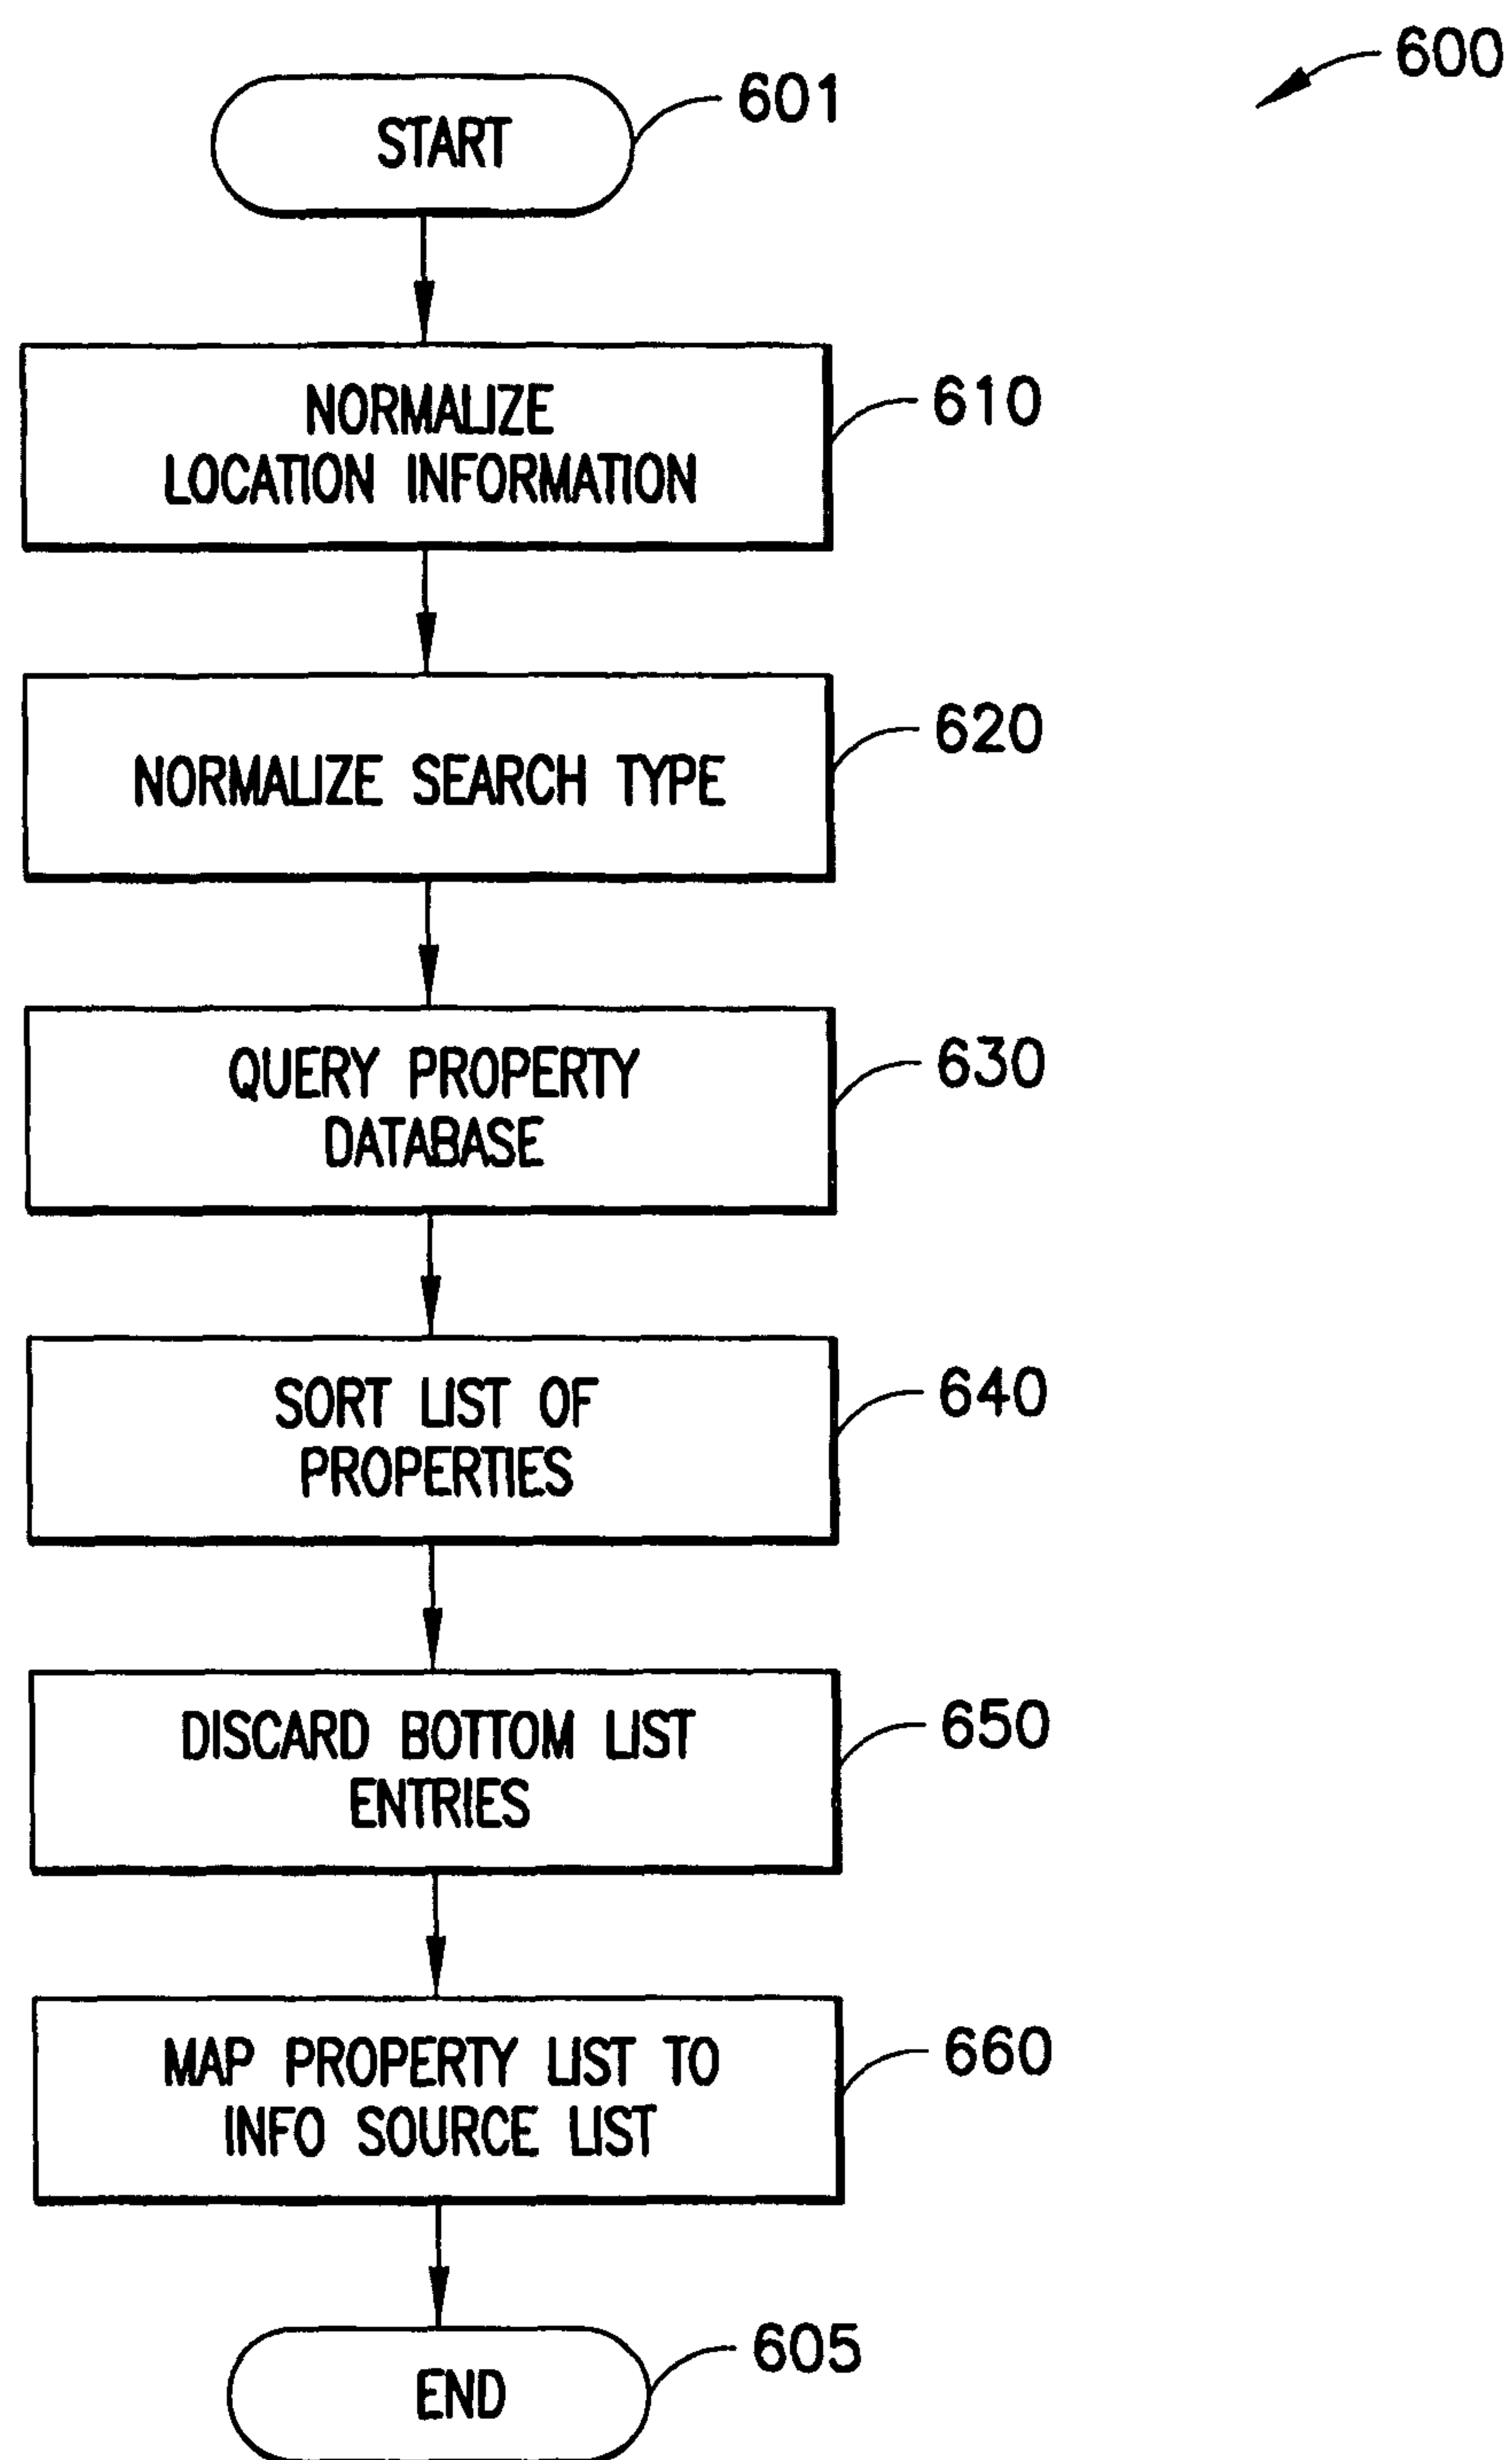 600
START
601
NORMALIZE
LOCATION INFORMATION
610
NORMALIZE SEARCH TYPE
620
QUERY PROPERTY
DATABASE
630
SORT LIST OF
PROPERTIES
640
DISCARD BOTTOM LIST
ENTRIES
650
MAP PROPERTY LIST TO
INFO SOURCE LIST
660
END
605